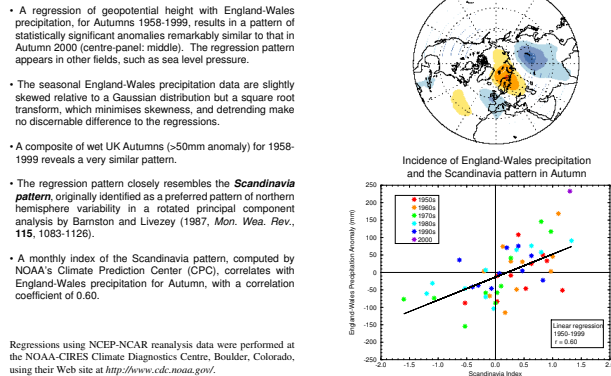 • A regression of geopotential height with England-Wales
precipitation, for Autumns 1958-1999, results in a pattern of
statistically significant anomalies remarkably similar to that in
Autumn 2000 (centre-panel: middle). The regression pattern
appears in other fields, such as sea level pressure.
• The seasonal England-Wales precipitation data are slightly
skewed relative to a Gaussian distribution but a square root
transform, which minimises skewness, and detrending make
no discernable difference to the regressions.
• A composite of wet UK Autumns (>50mm anomaly) for 1958-
1999 reveals a very similar pattern.
• The regression pattern closely resembles the Scandinavia
pattern, originally identified as a preferred pattern of northern
hemisphere variability in a rotated principal component
analysis by Barnston and Livezey (1987, Mon. Wea. Rev.,
115, 1083-1126).
• A monthly index of the Scandinavia pattern, computed by
NOAA's Climate Prediction Center (CPC), correlates with
England-Wales precipitation for Autumn, with a correlation
coefficient of 0.60.
Regressions using NCEP-NCAR reanalysis data were performed at
the NOAA-CIRES Climate Diagnostics Centre, Boulder, Colorado,
using their Web site at http://www.cdc.noaa.gov/.
Incidence of England-Wales precipitation
and the Scandinavia pattern in Autumn
England-Wales Precipitation Anomaly (mm)
250
200
150
100
50
0
-50
-100
-150
-200
-250
1950s
1960s
1970s
1980s
1990s
2000
Linear regression
1950-1999
r = 0.60
-2.0 -1.5 -1.0 -0.5 0.0 0.5 1.0 1.5 2.
Scandinavia Index